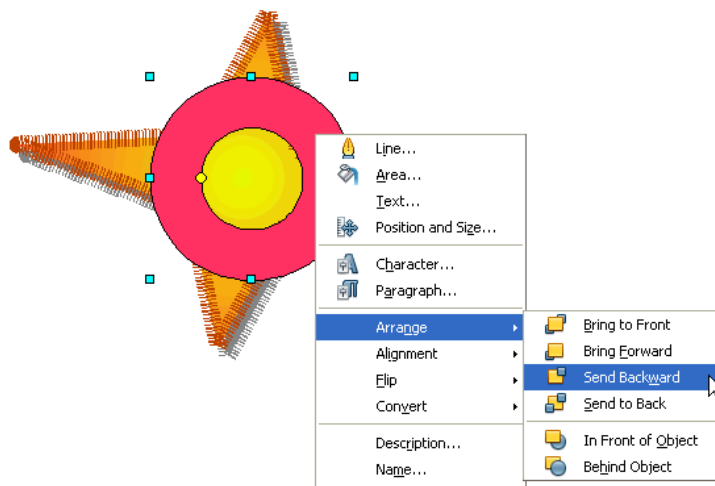 Line...
Area...
Text...
Position and Size...
Character...
Paragraph...
Arrange
Alignment
Flip
Convert
Description...
Name...
Bring to Front
Bring Forward
Send Backward
Send to Back
In Front of Object
Behind Object